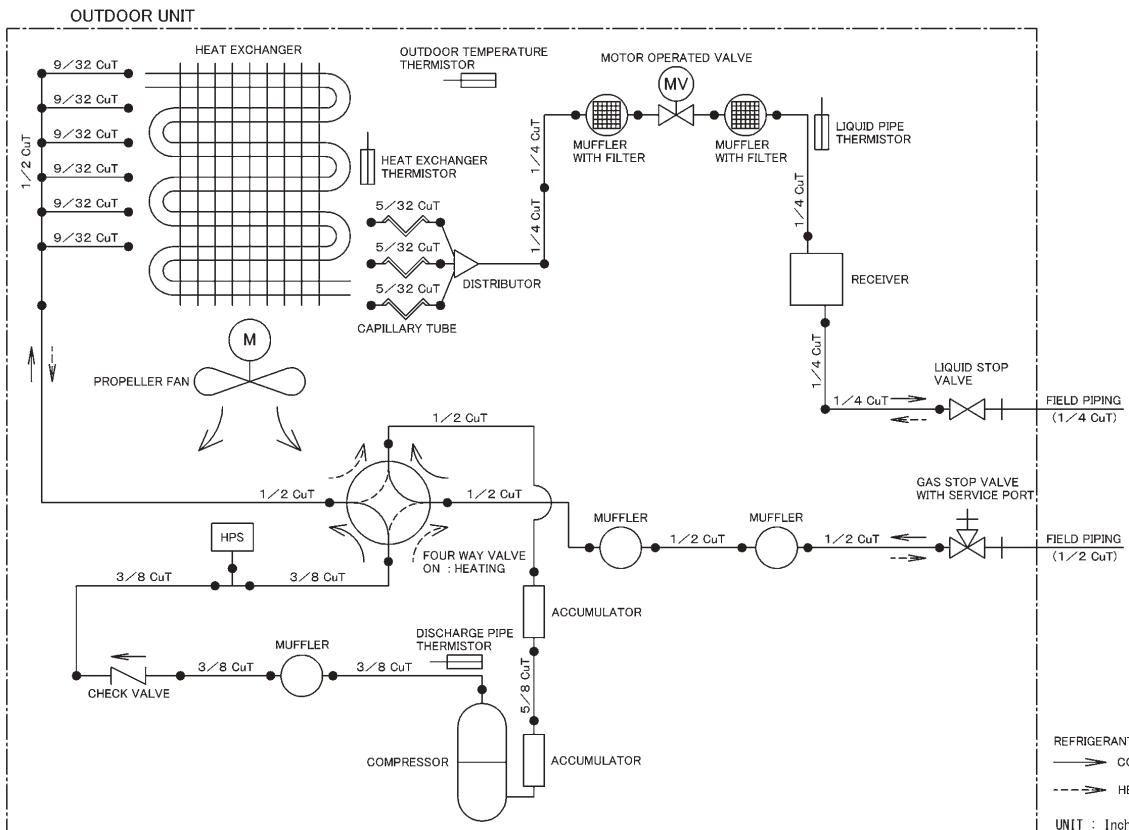 OUTDOOR UNIT
HEAT EXCHANGER
OUTDOOR TEMPERATURE
THERMISTOR
MOTOR OPERATED VALVE
MV
9/32 CuT
9/32 CuT
9/32 CuT
9/32 CuT
9/32 CuT
9/32 CuT
1/2 CuT
HEAT EXCHANGER
THERMISTOR
5/32 CuT
5/32 CuT
5/32 CuT
CAPILLARY TUBE
DISTRIBUTOR
1/4 CuT
1/4 CuT
MUFFLER
WITH FILTER
MUFFLER
WITH FILTER
LIQUID PIPE
THERMISTOR
1/4 CuT
RECEIVER
1/4 CuT
1/4 CuT
LIQUID STOP
VALVE
FIELD PIPING
(1/4 CuT)
M
PROPELLER FAN
1/2 CuT
1/2 CuT
1/2 CuT
FOUR WAY VALVE
ON : HEATING
MUFFLER
1/2 CuT
MUFFLER
1/2 CuT
GAS STOP VALVE
WITH SERVICE PORT
FIELD PIPING
(1/2 CuT)
HPS
3/8 CuT
3/8 CuT
ACCUMULATOR
DISCHARGE PIPE
THERMISTOR
MUFFLER
3/8 CuT
3/8 CuT
CHECK VALVE
5/8 CuT
COMPRESSOR
ACCUMULATOR
REFRIGERANT
CO
HE
UNIT : Inch